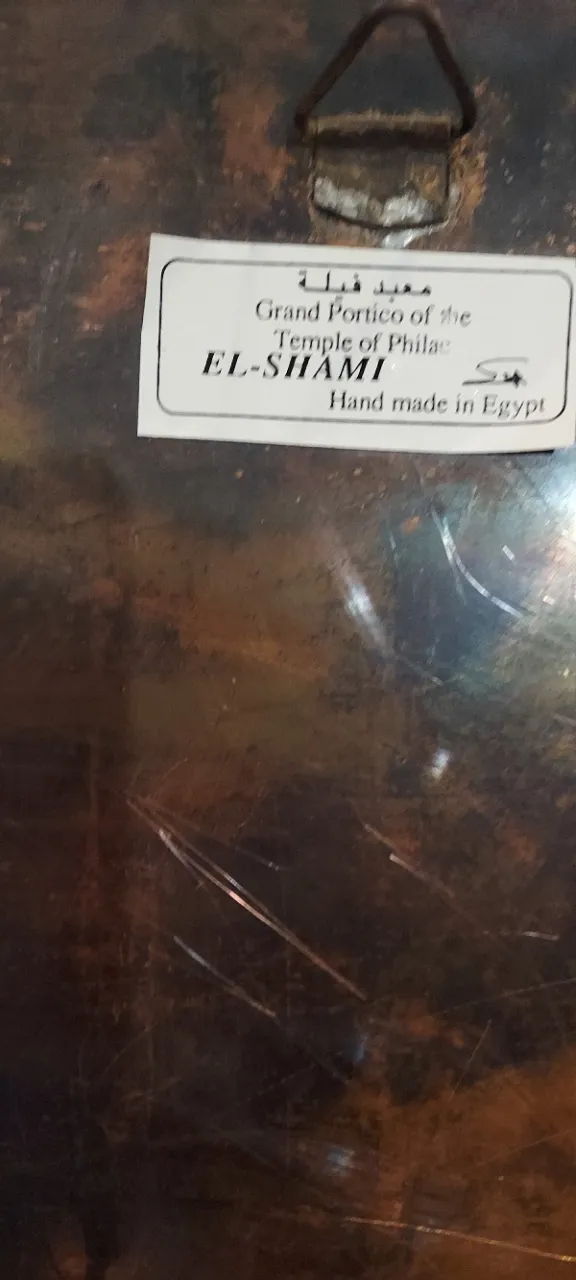 معبد فيلة
Grand Portico of the
Temple of Philae
EL-SHAMI
Hand made in Egypt